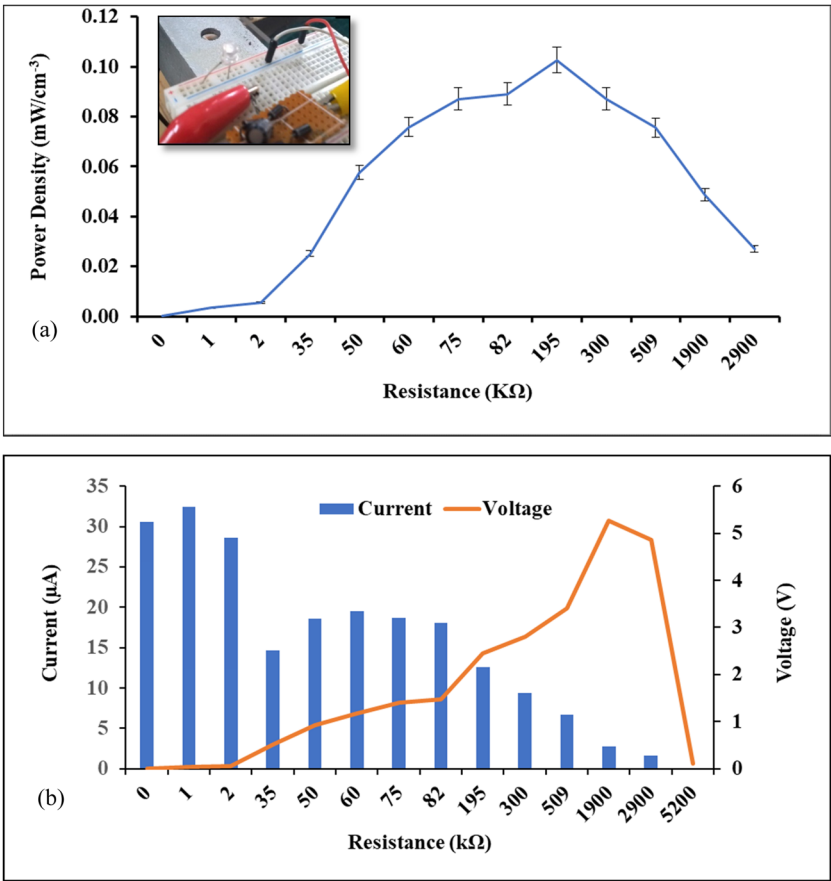 0.12
0.10
0.08
0.06
0.04
0.02
0.00
Power Density (mW/cm-³)
0 1 2 35 50 60 75 82 195 300 509 1900 2900
Resistance (KΩ)
(a)
35
30
25
20
15
10
5
0
Current (µA)
Current Voltage
6
5
4
3
2
1
0
Voltage (V)
0 1 2 35 50 60 75 82 195 300 509 1900 2900 5200
Resistance (kΩ)
(b)